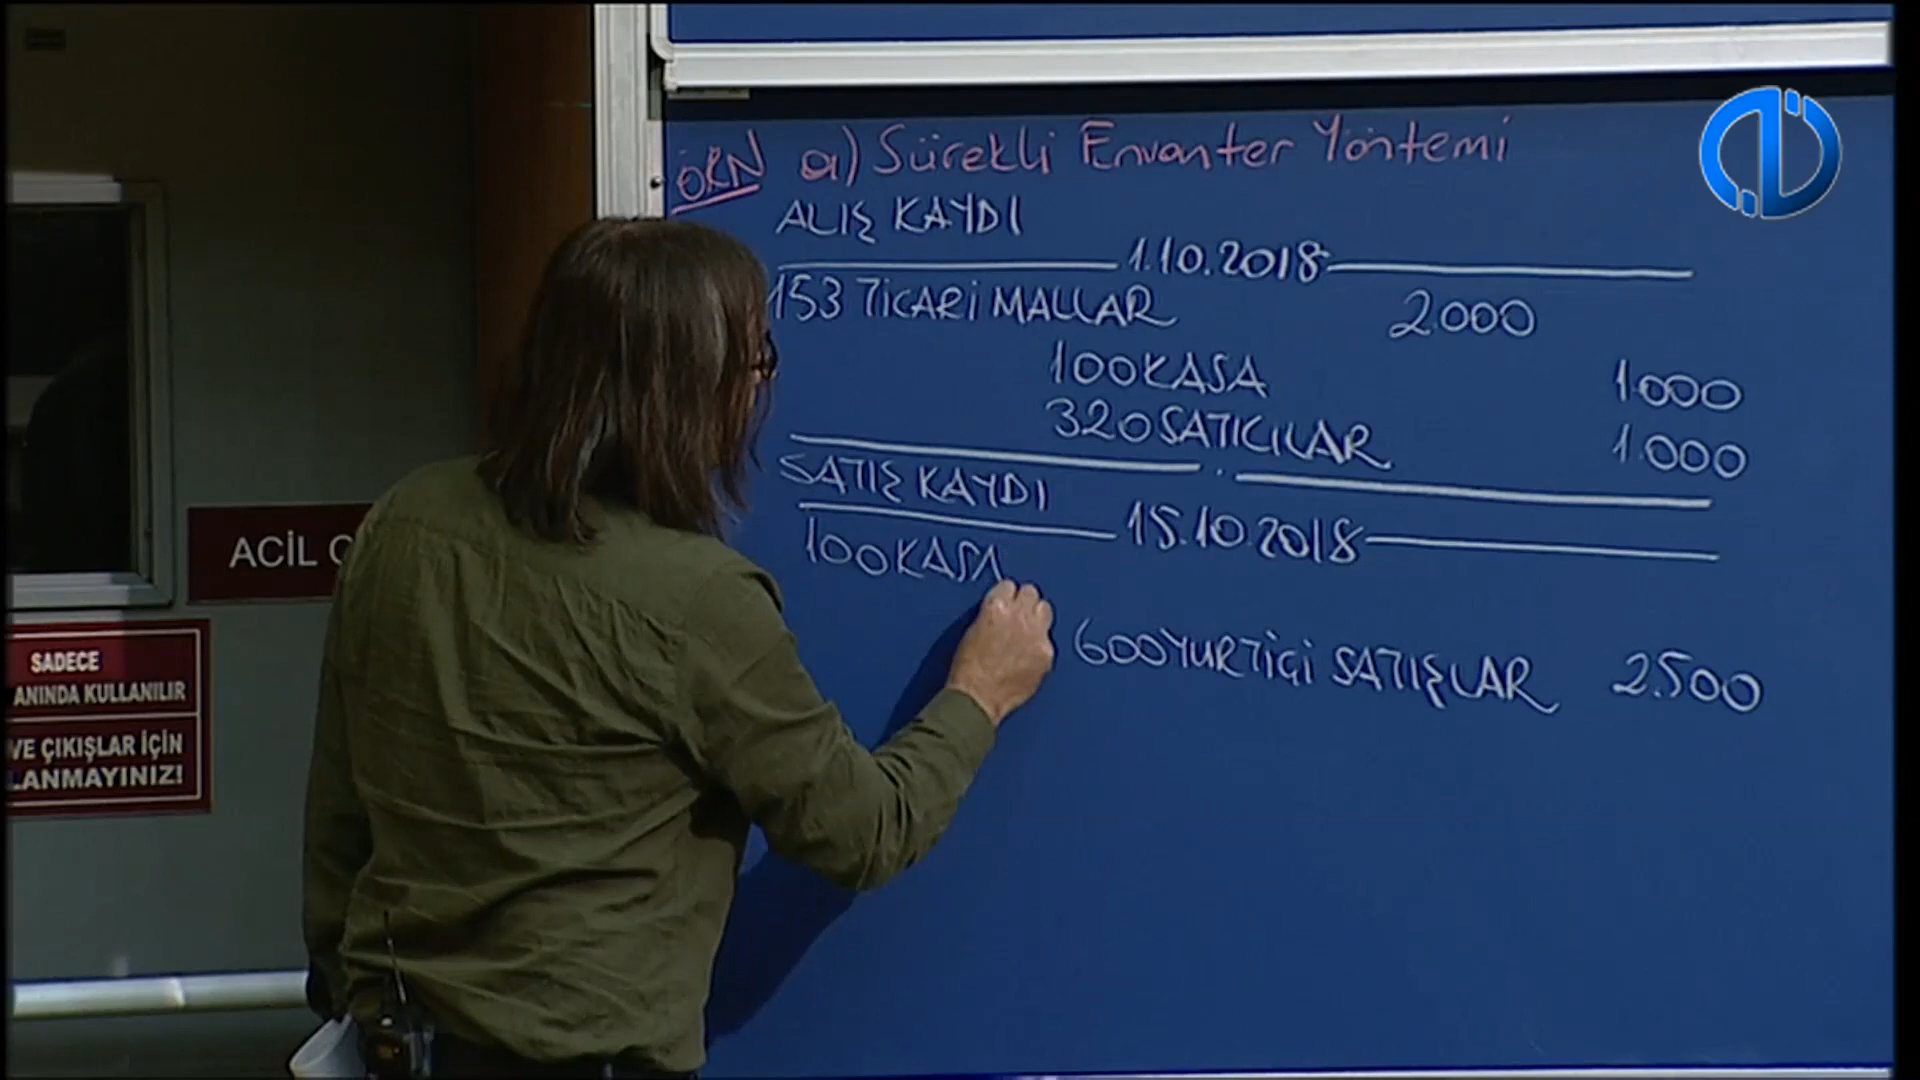 ÖRN a) Sürekli Envanter Yöntemi
ALIŞ KAYDI
1.10.2018
153 TİCARİ MALLAR 2.000
100 KASA 1.000
320 SATICILAR 1.000
SATIŞ KAYDI
15.10.2018
100 KASA
600 YURTİÇİ SATIŞLAR 2.500
ACİL
SADECE
ANINDA KULLANILIR
VE ÇIKIŞLAR İÇİN
LANMAYINIZ!